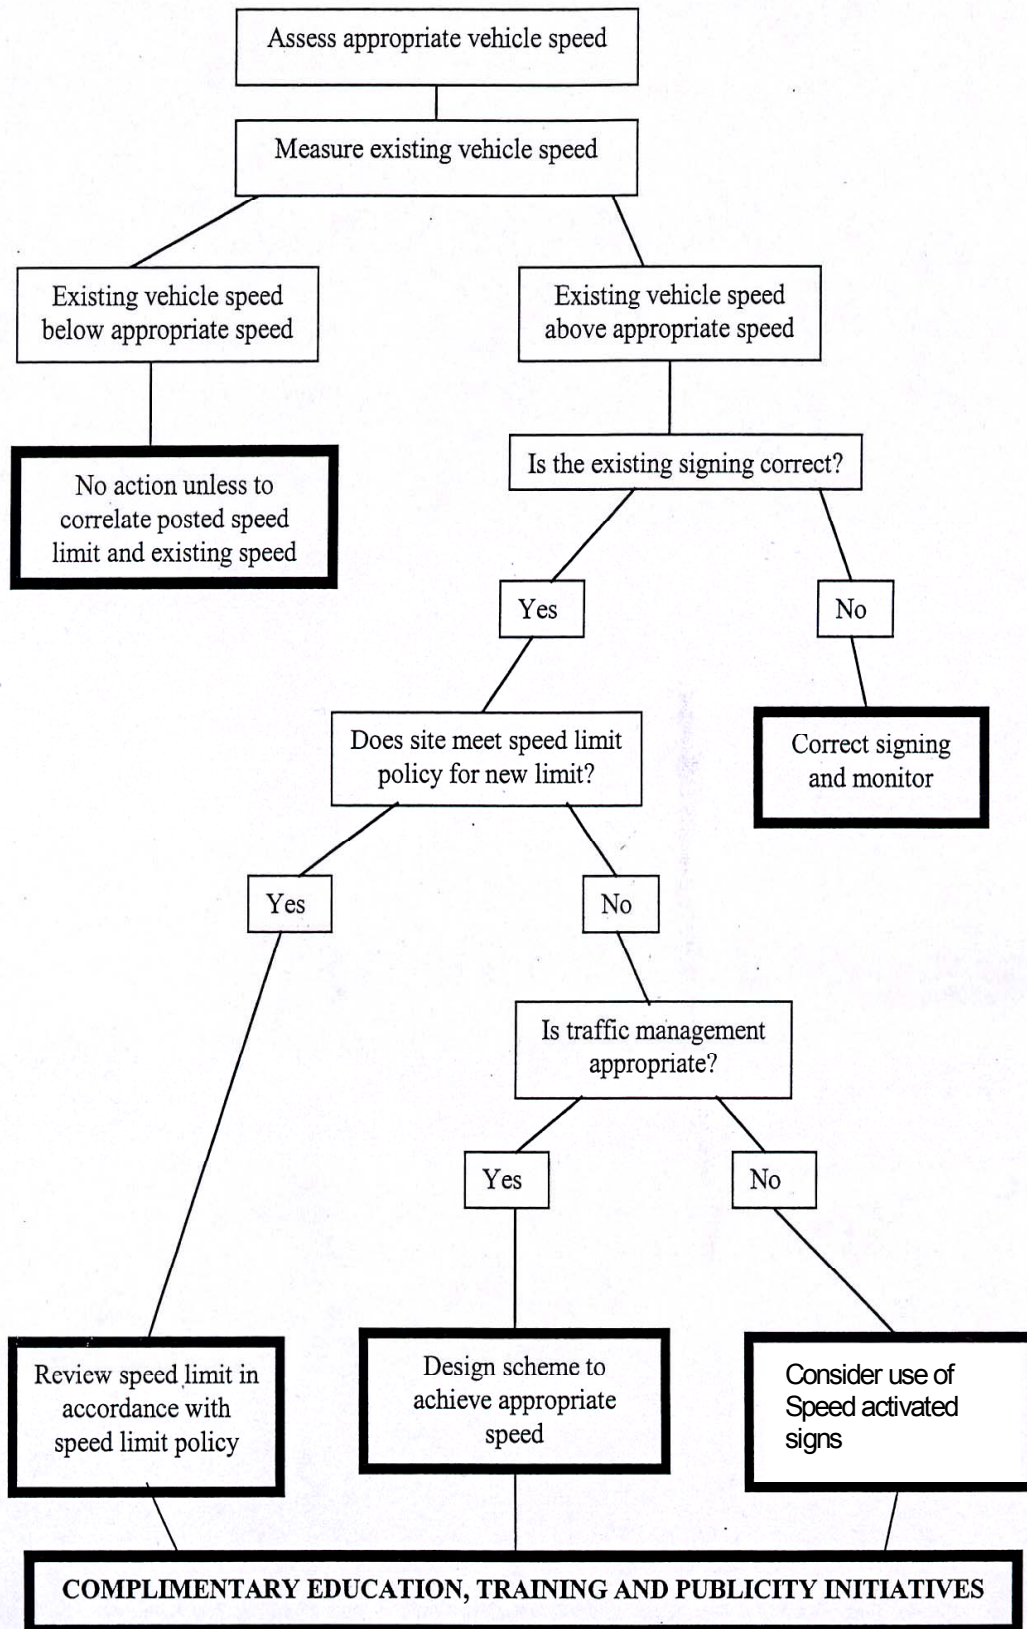 Assess appropriate vehicle speed
Measure existing vehicle speed
Existing vehicle speed
below appropriate speed
Existing vehicle speed
above appropriate speed
No action unless to
correlate posted speed
limit and existing speed
Is the existing signing correct?
Yes
No
Does site meet speed limit
policy for new limit?
Correct signing
and monitor
Yes
No
Is traffic management
appropriate?
Yes
No
Review speed limit in
accordance with
speed limit policy
Design scheme to
achieve appropriate
speed
Consider use of
Speed activated
signs
COMPLIMENTARY EDUCATION, TRAINING AND PUBLICITY INITIATIVES